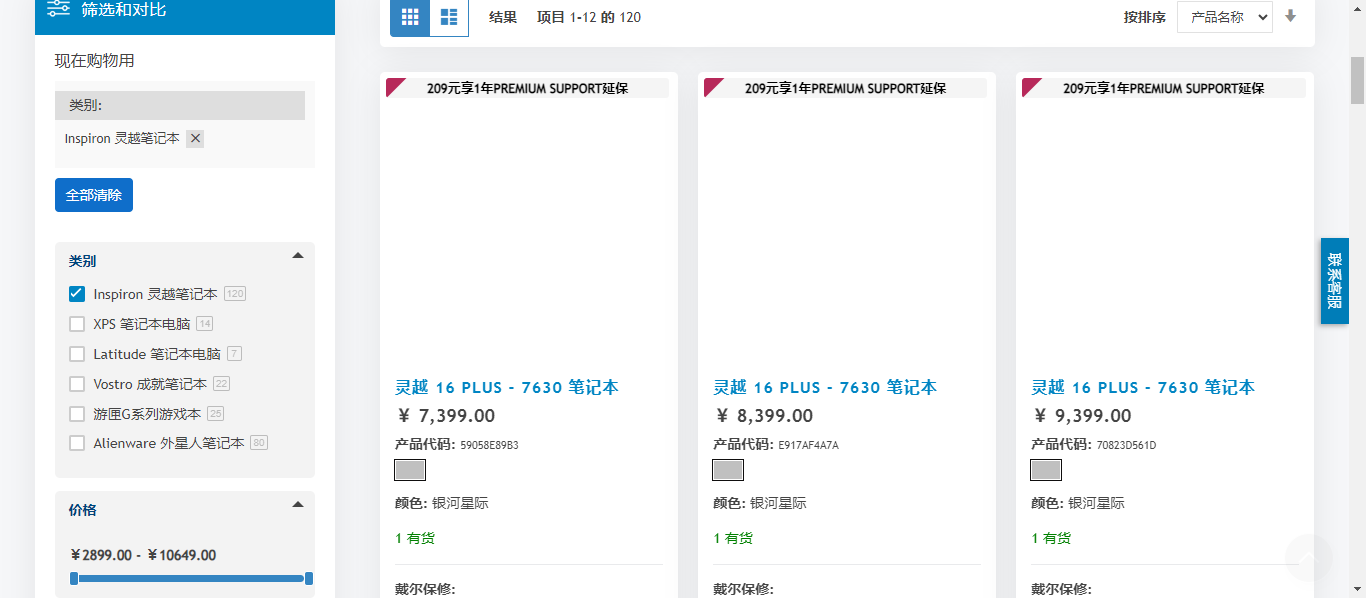 筛选和对比
现在购物用
类别:
Inspiron 灵越笔记本
全部清除
类别
Inspiron 灵越笔记本 120
XPS 笔记本电脑 14
Latitude 笔记本电脑 7
Vostro 成就笔记本 22
游匣G系列游戏本 25
Alienware 外星人笔记本 80
价格
￥2899.00 - ￥10649.00
结果 项目 1-12 的 120
按排序 产品名称
209元享1年PREMIUM SUPPORT延保
灵越 16 PLUS - 7630 笔记本
￥ 7,399.00
产品代码: 59058E89B3
颜色: 银河星际
1 有货
戴尔保修:
209元享1年PREMIUM SUPPORT延保
灵越 16 PLUS - 7630 笔记本
￥ 8,399.00
产品代码: E917AF4A7A
颜色: 银河星际
1 有货
戴尔保修:
209元享1年PREMIUM SUPPORT延保
灵越 16 PLUS - 7630 笔记本
￥ 9,399.00
产品代码: 70823D561D
颜色: 银河星际
1 有货
戴尔保修:
联系客服